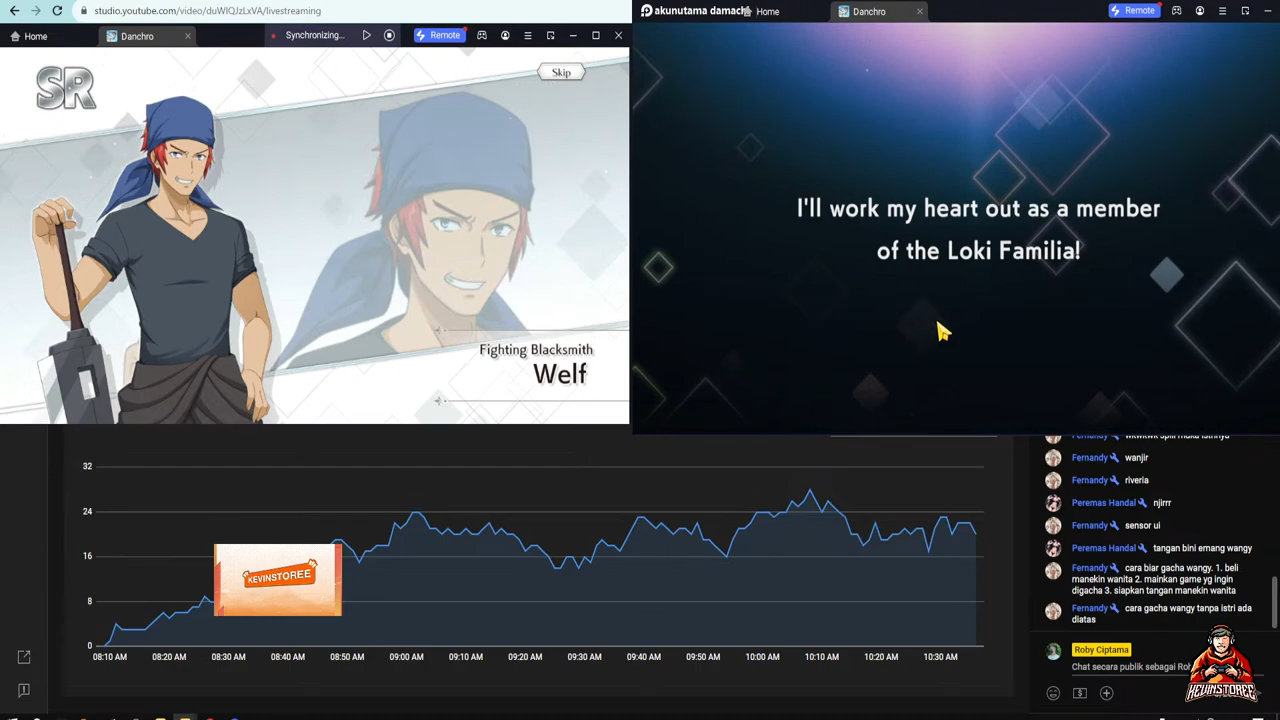 studio.youtube.com/video/duWlQJzLxVA/livestreaming
Home
Danchro
Synchronizing...
Remote
SR
Skip
Fighting Blacksmith
Welf
akunutama damach
Home
Danchro
Remote
I'll work my heart out as a member
of the Loki Familia!
32
24
16
8
0
08:10 AM
08:20 AM
08:30 AM
08:40 AM
08:50 AM
09:00 AM
09:10 AM
09:20 AM
09:30 AM
09:40 AM
09:50 AM
10:00 AM
10:10 AM
10:20 AM
10:30 AM
KEVINSTOREE
Fernandy wanjir
Fernandy riveria
Peremas Handal njirrr
Fernandy sensor ui
Peremas Handal tangan bini emang wangy
Fernandy cara biar gacha wangy. 1. beli
manekin wanita 2. mainkan game yg ingin
digacha 3. siapkan tangan manekin wanita
Fernandy cara gacha wangy tanpa istri ada
diatas
Roby Ciptama
Chat secara publik sebagai
KEVINSTOREE